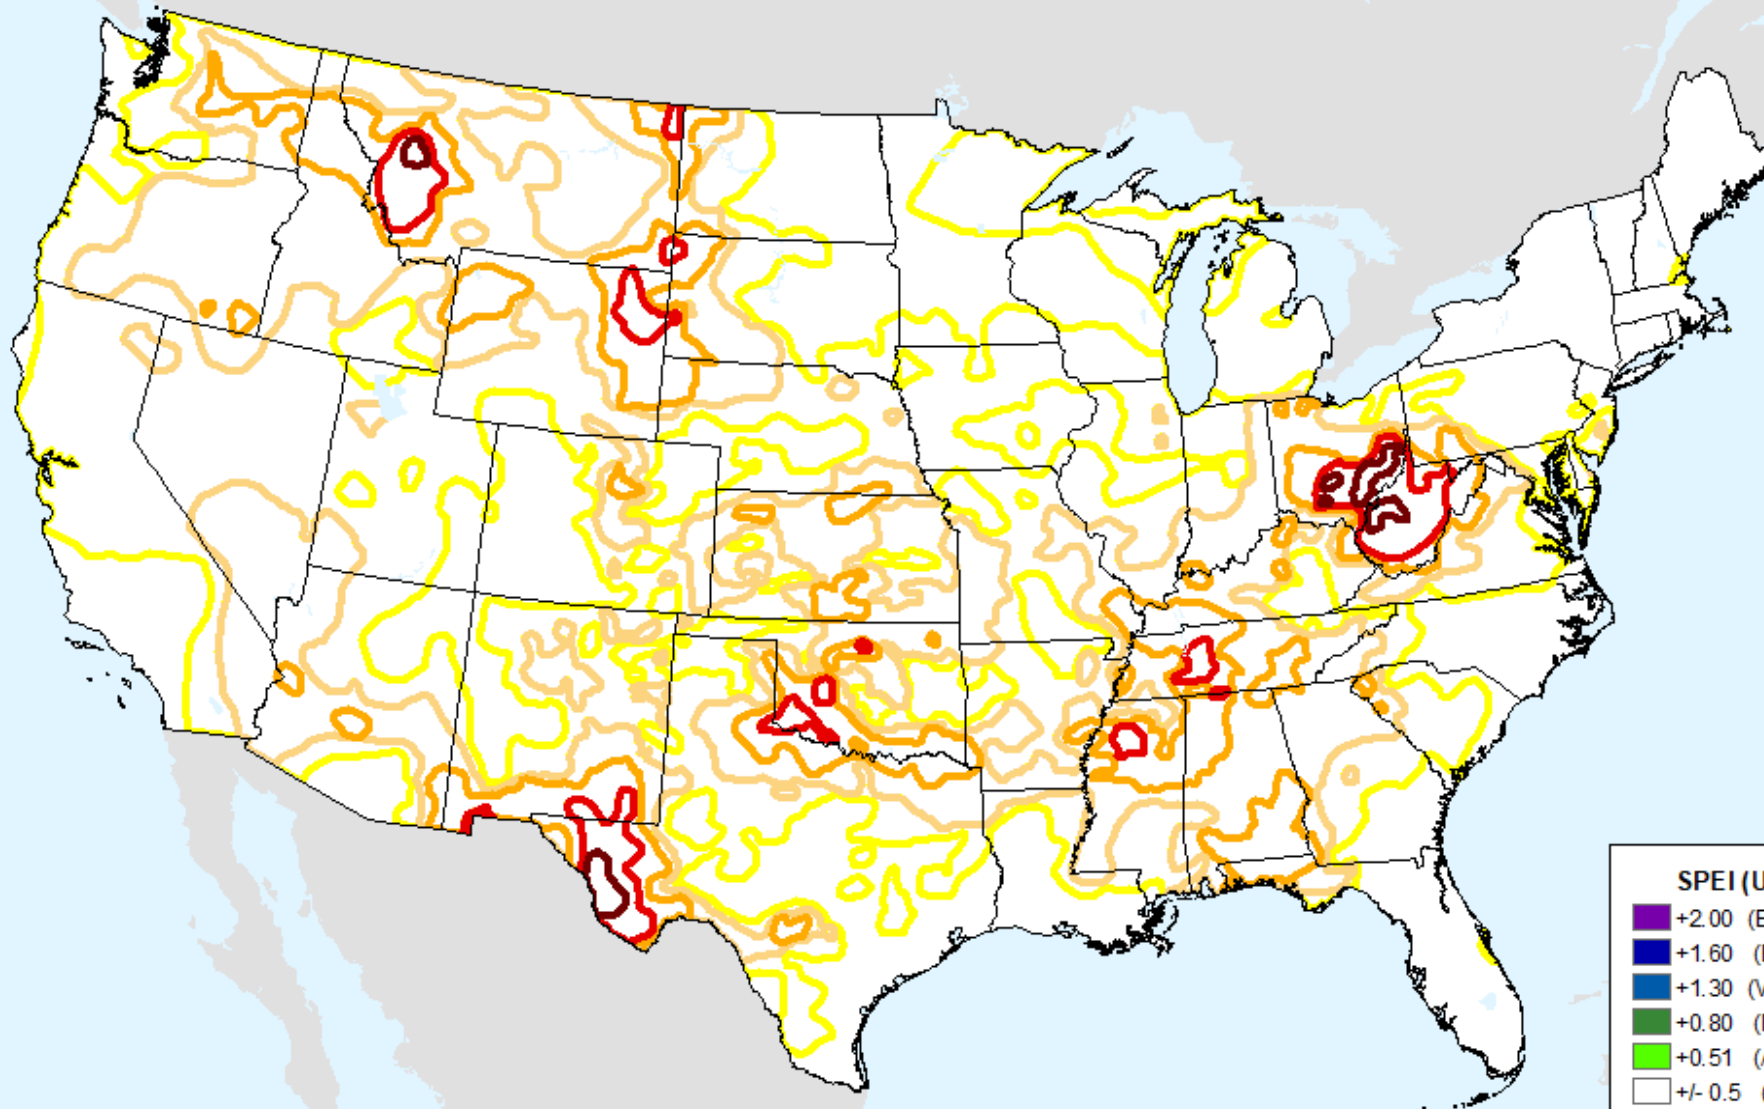 SPEI (U
+2.00 (E
+1.60 (
+1.30 (V
+0.80 (
+0.51 (
+/- 0.5 (